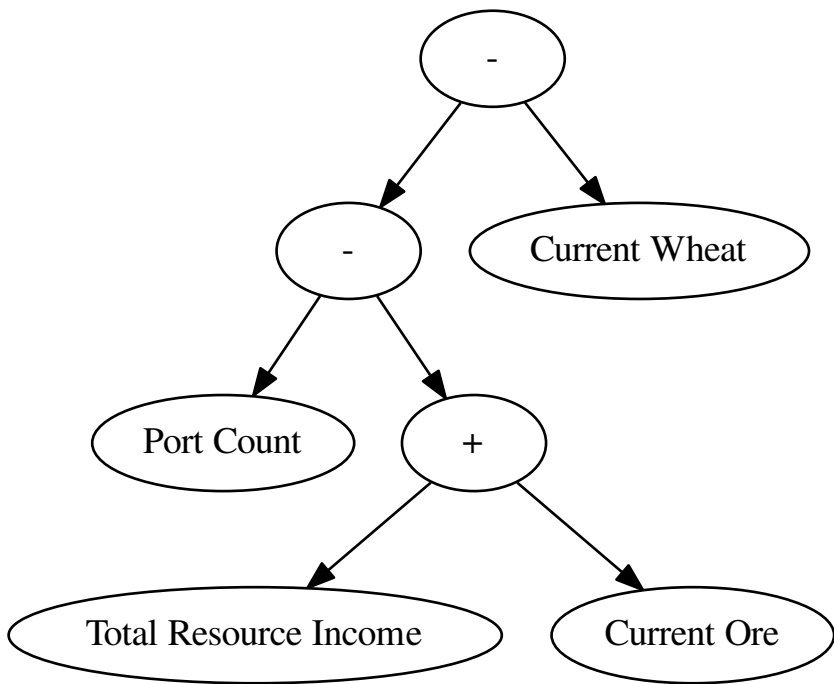 -
-
Current Wheat
Port Count
+
Total Resource Income
Current Ore